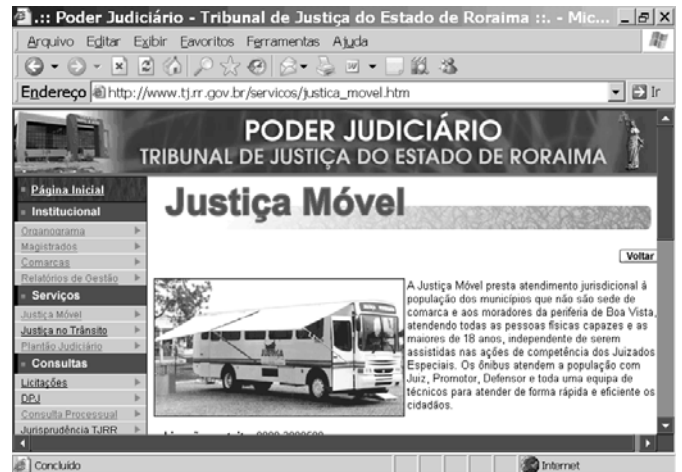 .:: Poder Judiciário - Tribunal de Justiça do Estado de Roraima ::. - Mic...
Arquivo Editar Exibir Favoritos Ferramentas Ajuda
Endereço http://www.tj.rr.gov.br/servicos/justica_movel.htm Ir
PODER JUDICIÁRIO
TRIBUNAL DE JUSTIÇA DO ESTADO DE RORAIMA
Página Inicial
Institucional
Organograma
Magistrados
Comarcas
Relatórios de Gestão
Serviços
Justiça Móvel
Justiça no Trânsito
Plantão Judiciário
Consultas
Licitações
DPJ
Consulta Processual
Jurisprudência TJRR
Justiça Móvel
Voltar
JUSTIÇA
A Justiça Móvel presta atendimento jurisdicional à
população dos municípios que não são sede de
comarca e aos moradores da periferia de Boa Vista,
atendendo todas as pessoas físicas capazes e as
maiores de 18 anos, independente de serem
assistidas nas ações de competência dos Juizados
Especiais. Os ônibus atendem a população com
Juiz, Promotor, Defensor e toda uma equipa de
técnicos para atender de forma rápida e eficiente os
cidadãos.
Concluído
Internet